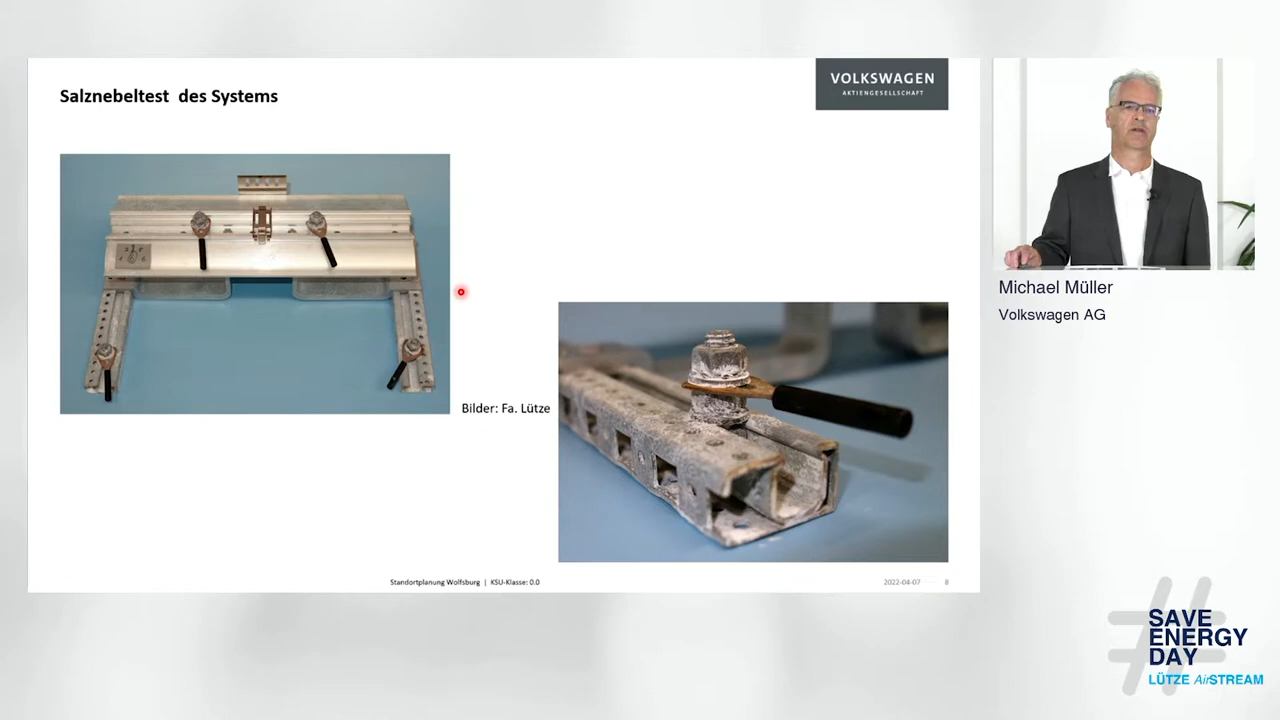 Salznebeltest des Systems
VOLKSWAGEN
AKTIENGESELLSCHAFT
Bilder: Fa. Lütze
Standortplanung Wolfsburg | KSU-Klasse: 0.0
2022-04-07
8
Michael Müller
Volkswagen AG
#
SAVE
ENERGY
DAY
LÜTZE AirSTREAM